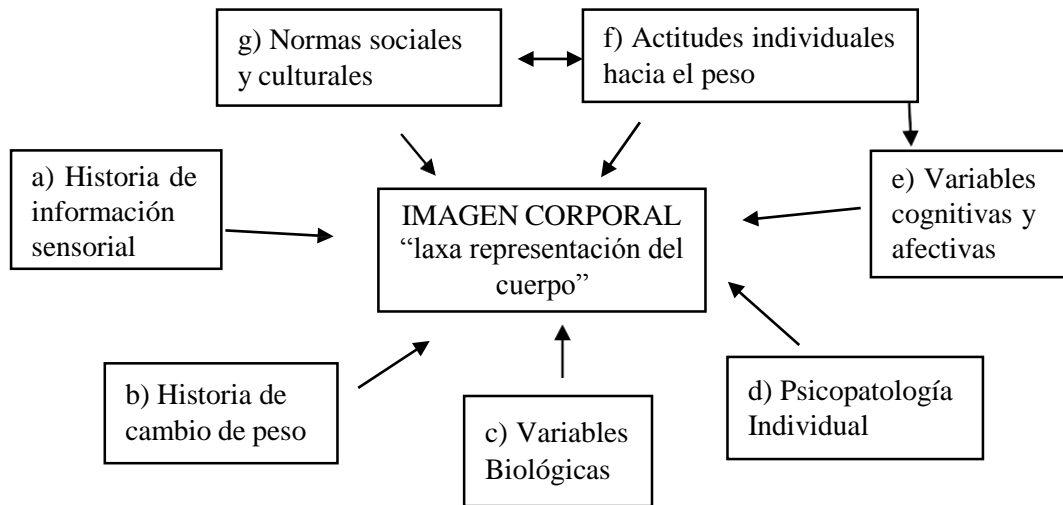 g) Normas sociales
y culturales
f) Actitudes individuales
hacia el peso
a) Historia de
información
sensorial
IMAGEN CORPORAL
“laxa representación del
cuerpo”
e) Variables
cognitivas y
afectivas
b) Historia de
cambio de peso
c) Variables
Biológicas
d) Psicopatología
Individual